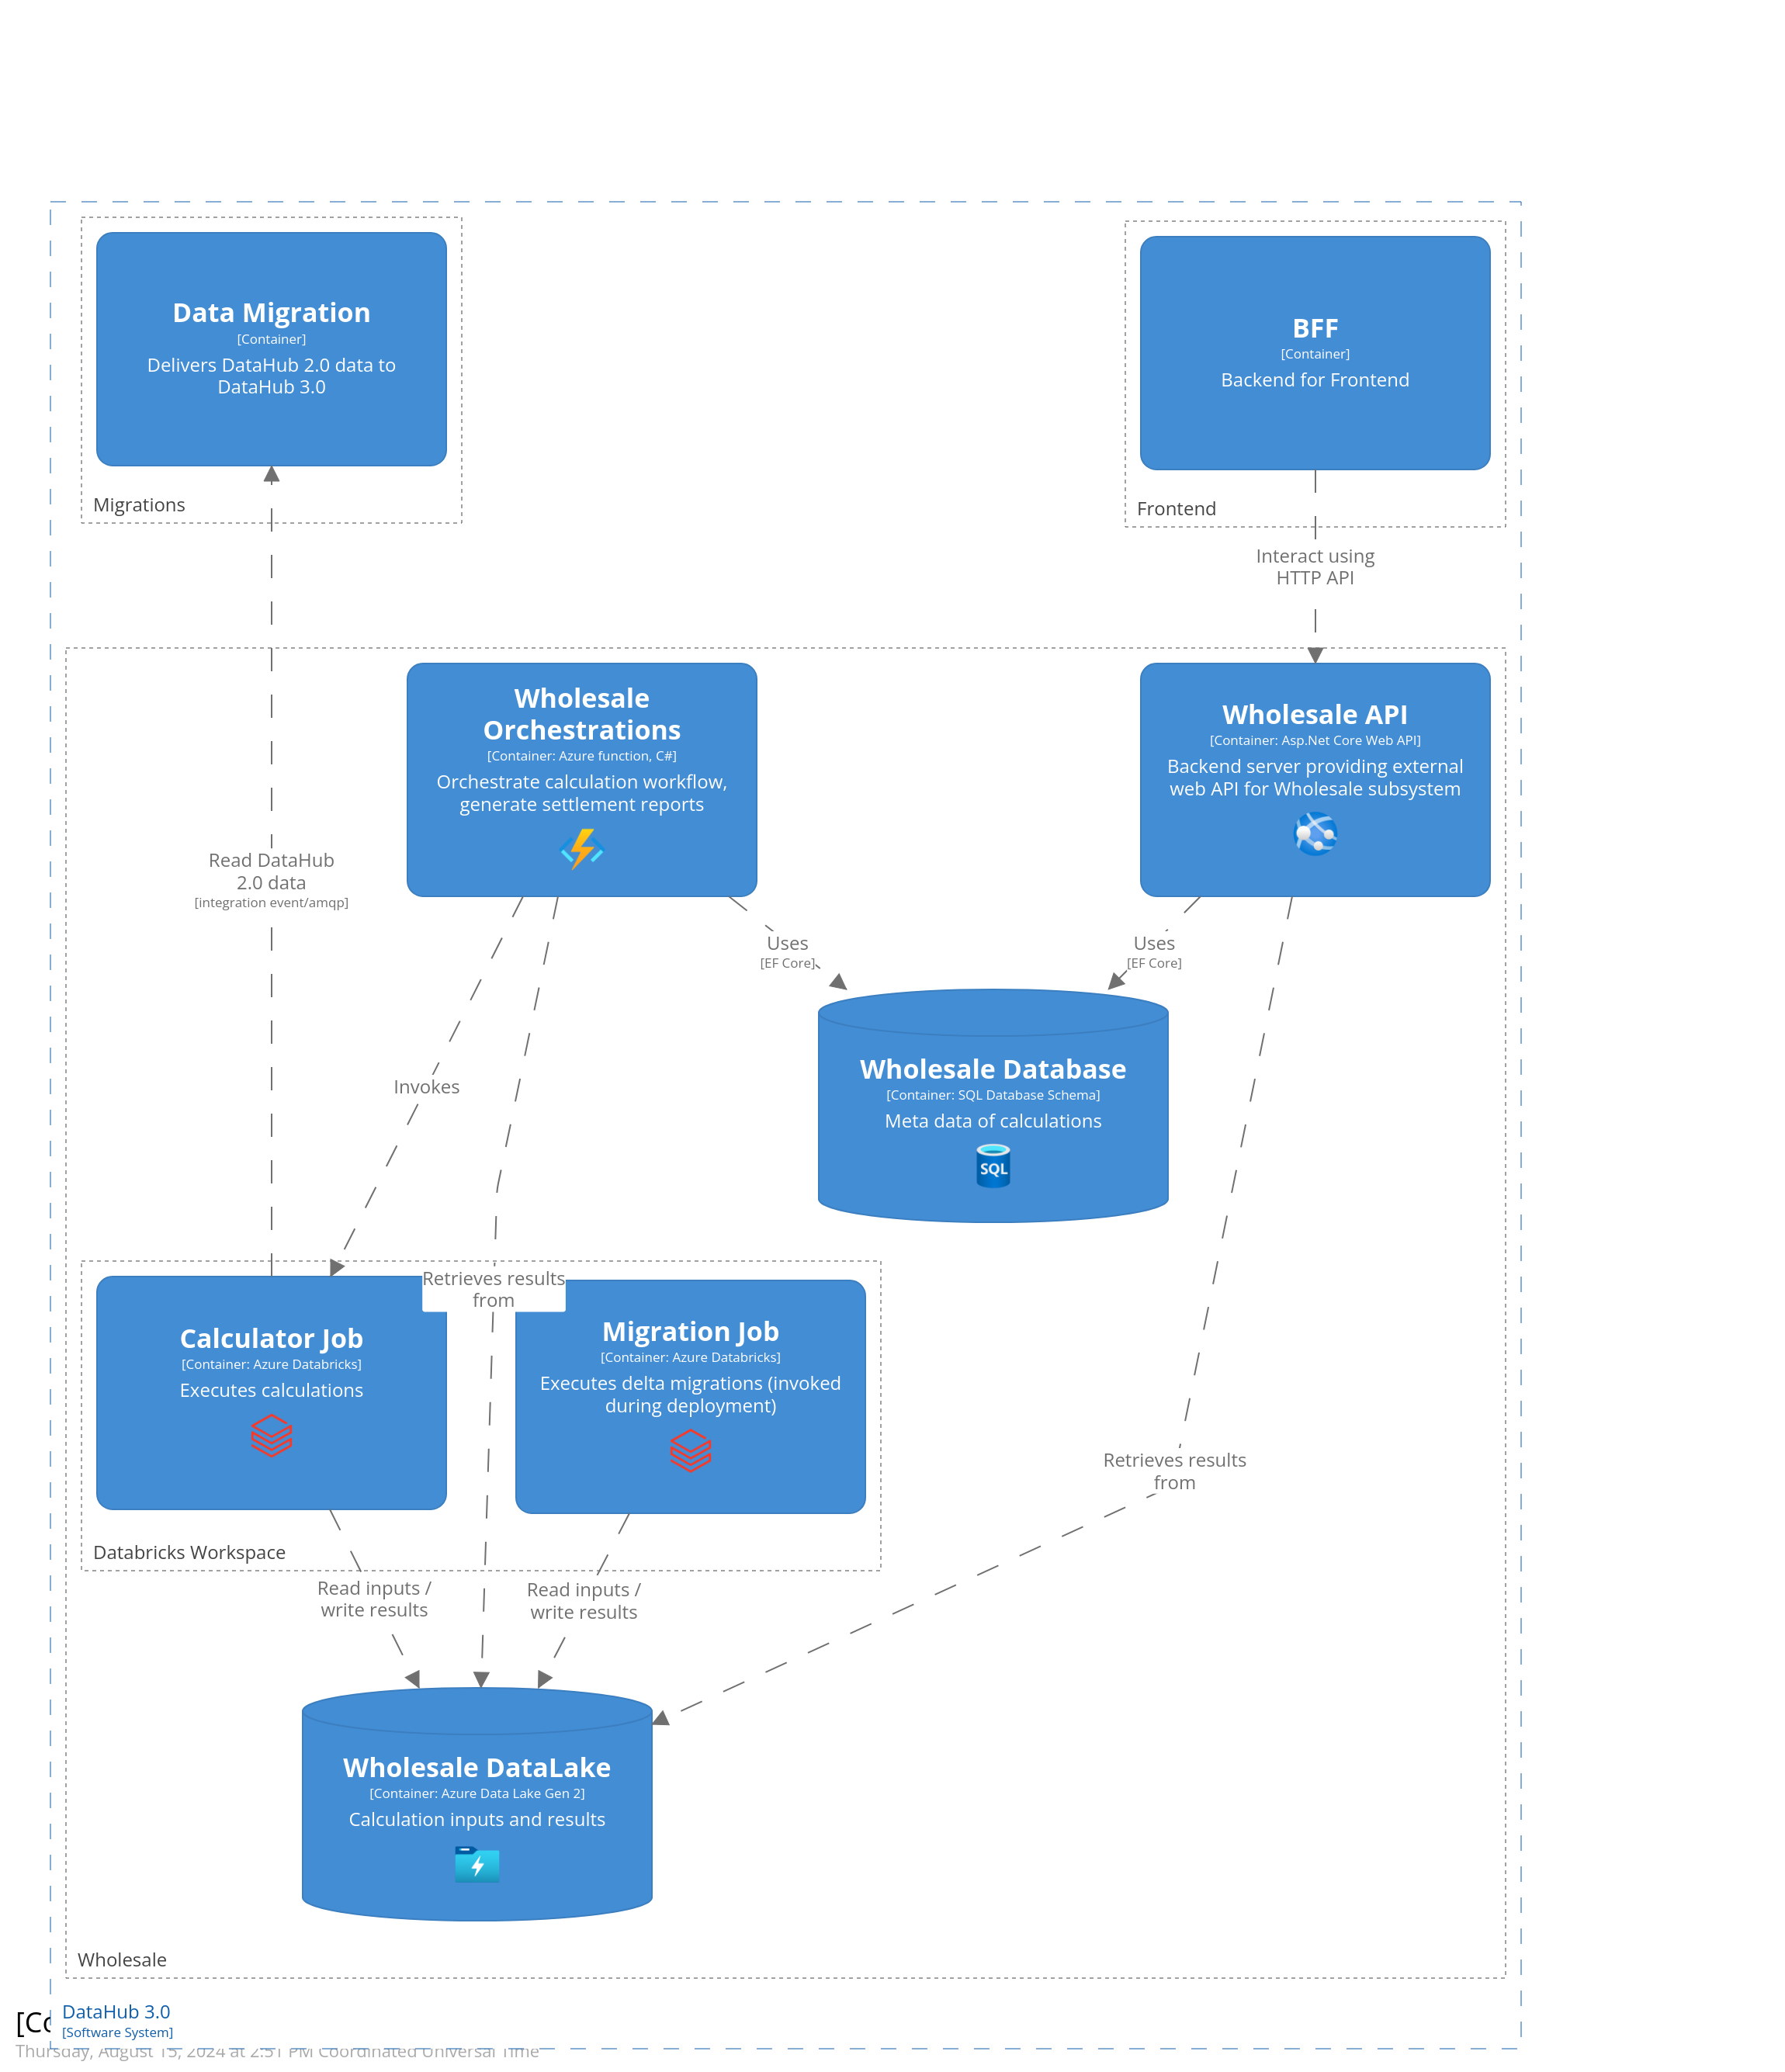 Data Migration
[Container]
Delivers DataHub 2.0 data to
DataHub 3.0
Migrations
BFF
[Container]
Backend for Frontend
Frontend
Interact using
HTTP API
Wholesale
Orchestrations
[Container: Azure function, C#]
Orchestrate calculation workflow,
generate settlement reports
Wholesale API
[Container: Asp.Net Core Web API]
Backend server providing external
web API for Wholesale subsystem
Read DataHub
2.0 data
[integration event/amqp]
Uses
[EF Core]
Uses
[EF Core]
Invokes
Wholesale Database
[Container: SQL Database Schema]
Meta data of calculations
SQL
Retrieves results
from
Calculator Job
[Container: Azure Databricks]
Executes calculations
Migration Job
[Container: Azure Databricks]
Executes delta migrations (invoked
during deployment)
Databricks Workspace
Retrieves results
from
Read inputs /
write results
Read inputs /
write results
Wholesale DataLake
[Container: Azure Data Lake Gen 2]
Calculation inputs and results
Wholesale
DataHub 3.0
[Software System]
Thursday, August 15, 2024 at 2:51 PM Coordinated Universal Time